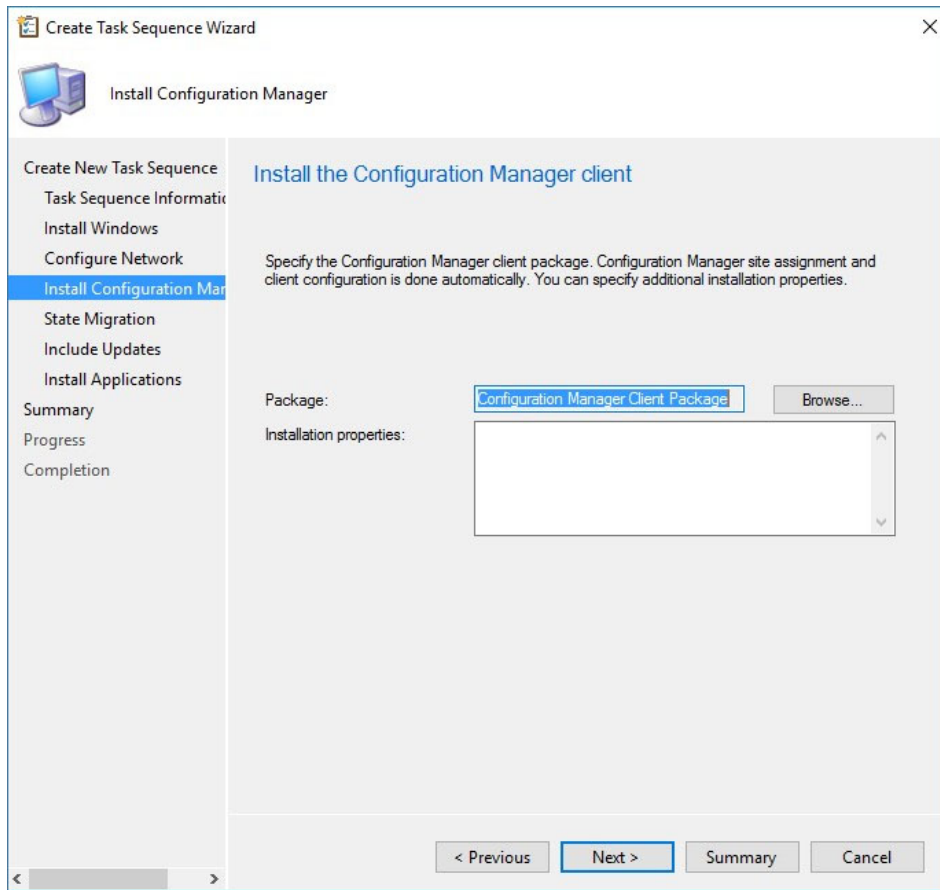 Create Task Sequence Wizard
Install Configuration Manager
Create New Task Sequence
Task Sequence Informatic
Install Windows
Configure Network
Install Configuration Mar
State Migration
Include Updates
Install Applications
Summary
Progress
Completion
Install the Configuration Manager client
Specify the Configuration Manager client package. Configuration Manager site assignment and
client configuration is done automatically. You can specify additional installation properties.
Package:
Configuration Manager Client Package
Browse...
Installation properties:
< Previous
Next >
Summary
Cancel